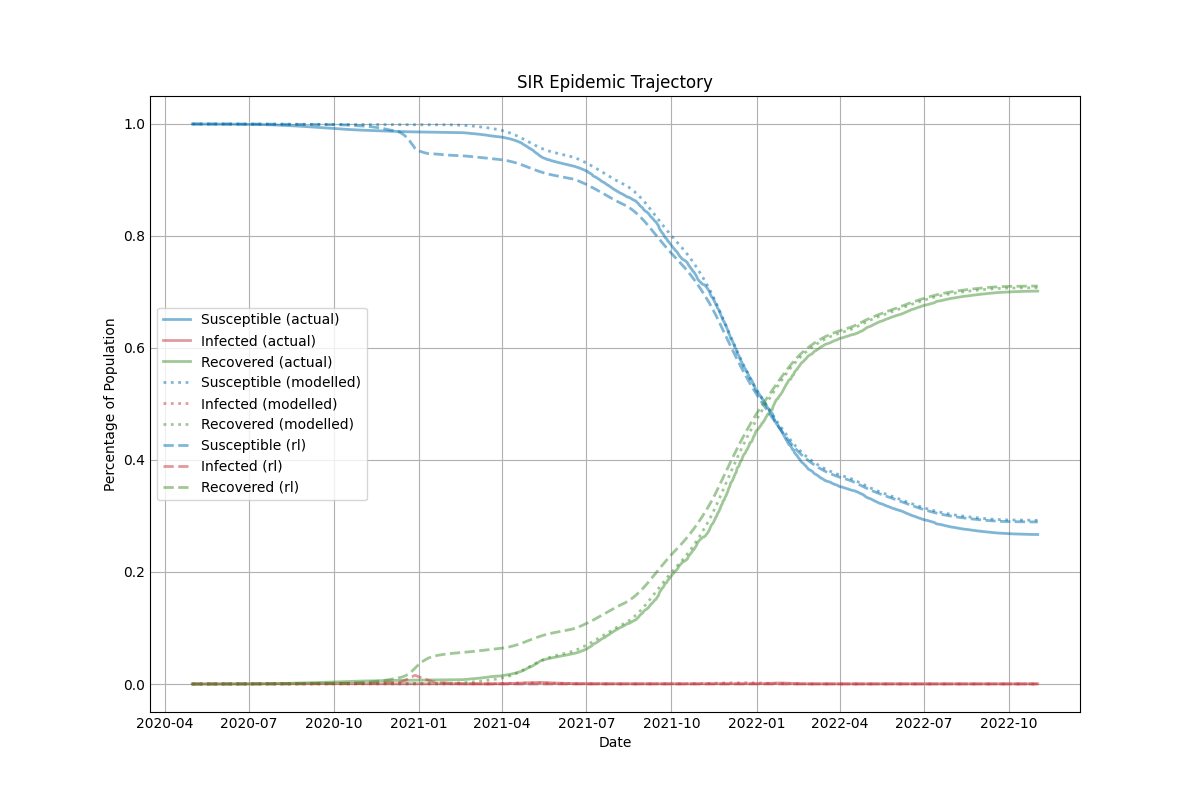 SIR Epidemic Trajectory
Percentage of Population
1.0
0.8
0.6
0.4
0.2
0.0
Susceptible (actual)
Infected (actual)
Recovered (actual)
Susceptible (modelled)
Infected (modelled)
Recovered (modelled)
Susceptible (rl)
Infected (rl)
Recovered (rl)
2020-04 2020-07 2020-10 2021-01 2021-04 2021-07 2021-10 2022-01 2022-04 2022-07 2022-10
Date